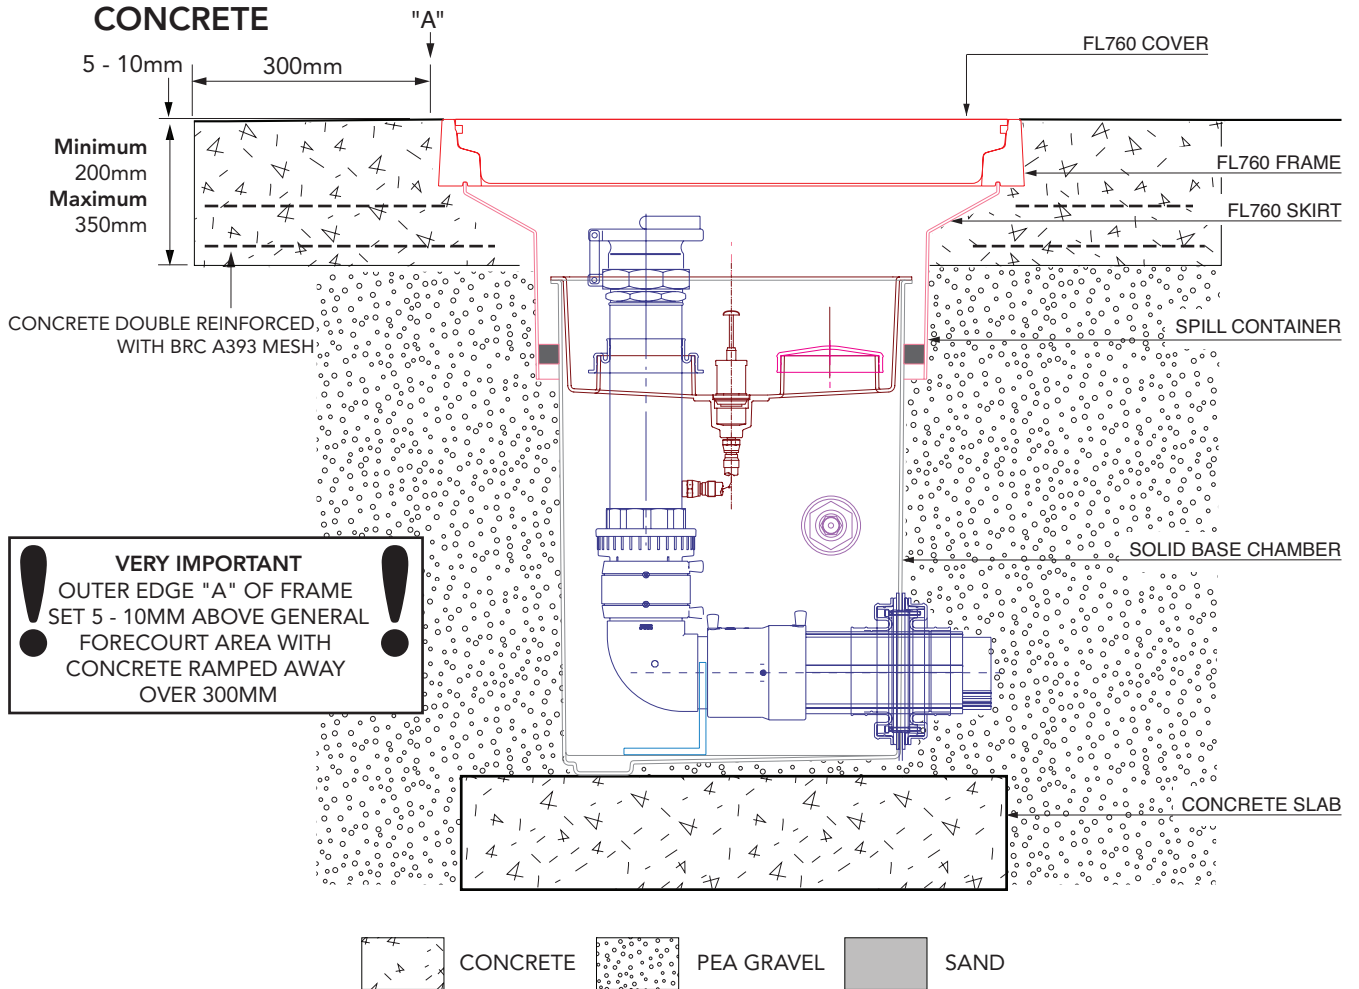 CONCRETE
"A"
5 - 10mm
300mm
FL760 COVER
Minimum
200mm
Maximum
350mm
FL760 FRAME
FL760 SKIRT
CONCRETE DOUBLE REINFORCED
WITH BRC A393 MESH
SPILL CONTAINER
VERY IMPORTANT
OUTER EDGE "A" OF FRAME
SET 5 - 10MM ABOVE GENERAL
FORECOURT AREA WITH
CONCRETE RAMPED AWAY
OVER 300MM
SOLID BASE CHAMBER
CONCRETE SLAB
CONCRETE
PEA GRAVEL
SAND